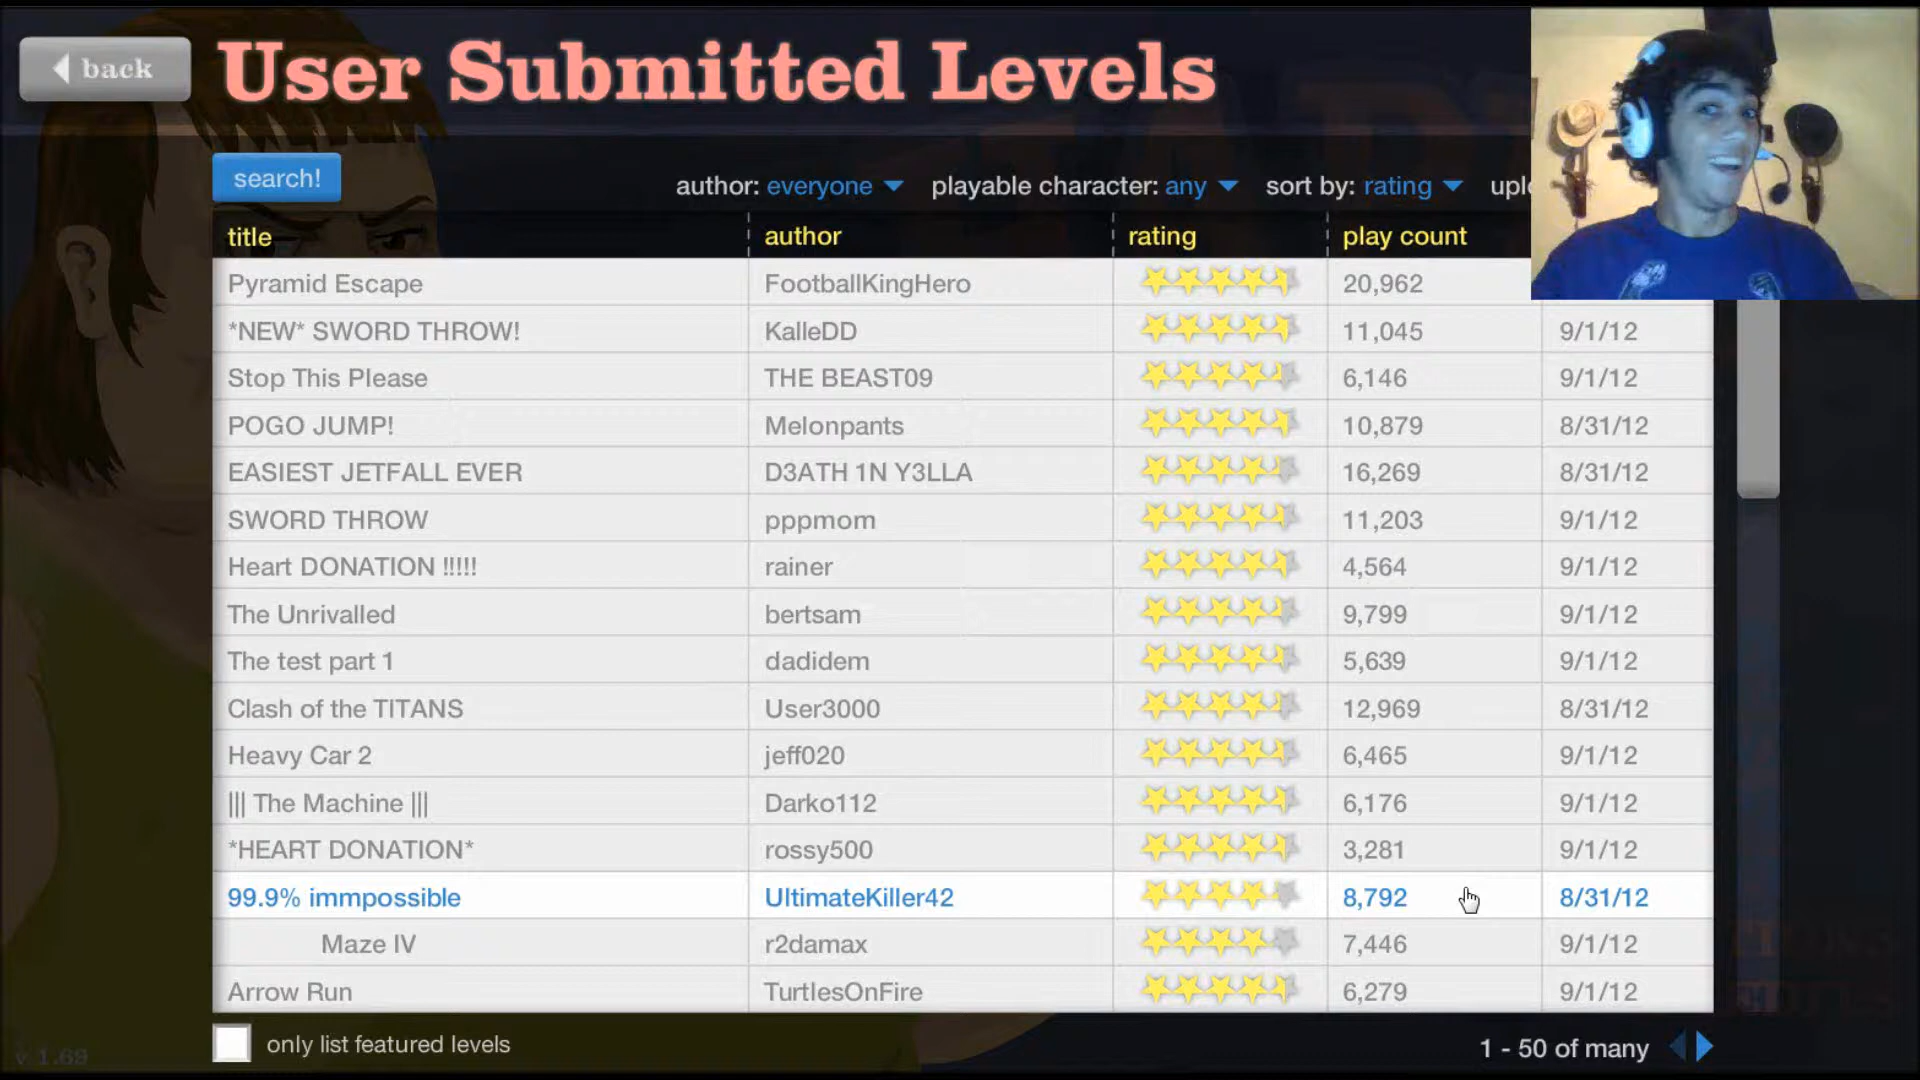 back
User Submitted Levels
search!
author: everyone playable character: any sort by: rating uplo
title author rating play count
Pyramid Escape FootballKingHero 20,962
*NEW* SWORD THROW! KalleDD 11,045 9/1/12
Stop This Please THE BEAST09 6,146 9/1/12
POGO JUMP! Melonpants 10,879 8/31/12
EASIEST JETFALL EVER D3ATH 1N Y3LLA 16,269 8/31/12
SWORD THROW pppmom 11,203 9/1/12
Heart DONATION !!!!! rainer 4,564 9/1/12
The Unrivalled bertsam 9,799 9/1/12
The test part 1 dadidem 5,639 9/1/12
Clash of the TITANS User3000 12,969 8/31/12
Heavy Car 2 jeff020 6,465 9/1/12
||| The Machine ||| Darko112 6,176 9/1/12
*HEART DONATION* rossy500 3,281 9/1/12
99.9% immpossible UltimateKiller42 8,792 8/31/12
Maze IV r2damax 7,446 9/1/12
Arrow Run TurtlesOnFire 6,279 9/1/12
only list featured levels
1 - 50 of many